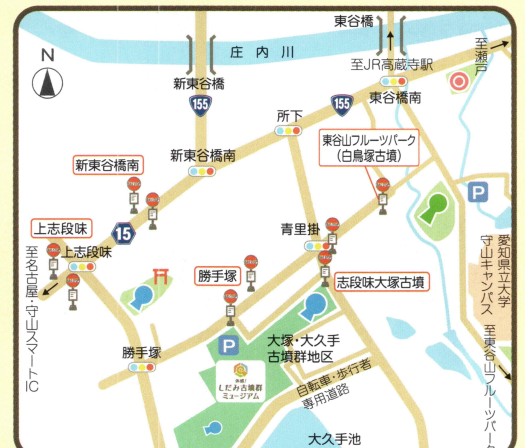 東谷橋
N
庄内川
至瀬戸
至JR高蔵寺駅
新東谷橋
155
155
東谷橋南
所下
東谷山フルーツパーク
(白鳥塚古墳)
新東谷橋南
新東谷橋南
P
15
上志段味
上志段味
青里掛
愛知県立大学
守山キャンパス
至名古屋・守山スマートIC
勝手塚
志段味大塚古墳
至東谷山フルーツパーク
P
大塚・大久手
古墳群地区
勝手塚
体感!
しだみ古墳群
ミュージアム
自転車・歩行者
専用道路
大久手池